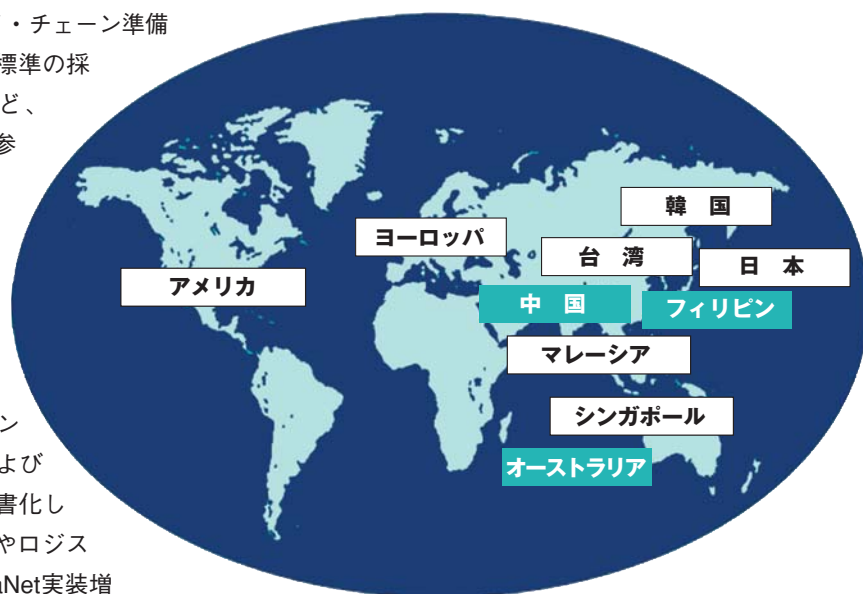 ・チェーン準備
標準の採
ど、
参
韓 国
ヨーロッパ
台 湾
日 本
アメリカ
中 国
フィリピン
マレーシア
シンガポール
オーストラリア
ン
よび
書化し
やロジス
Net実装増